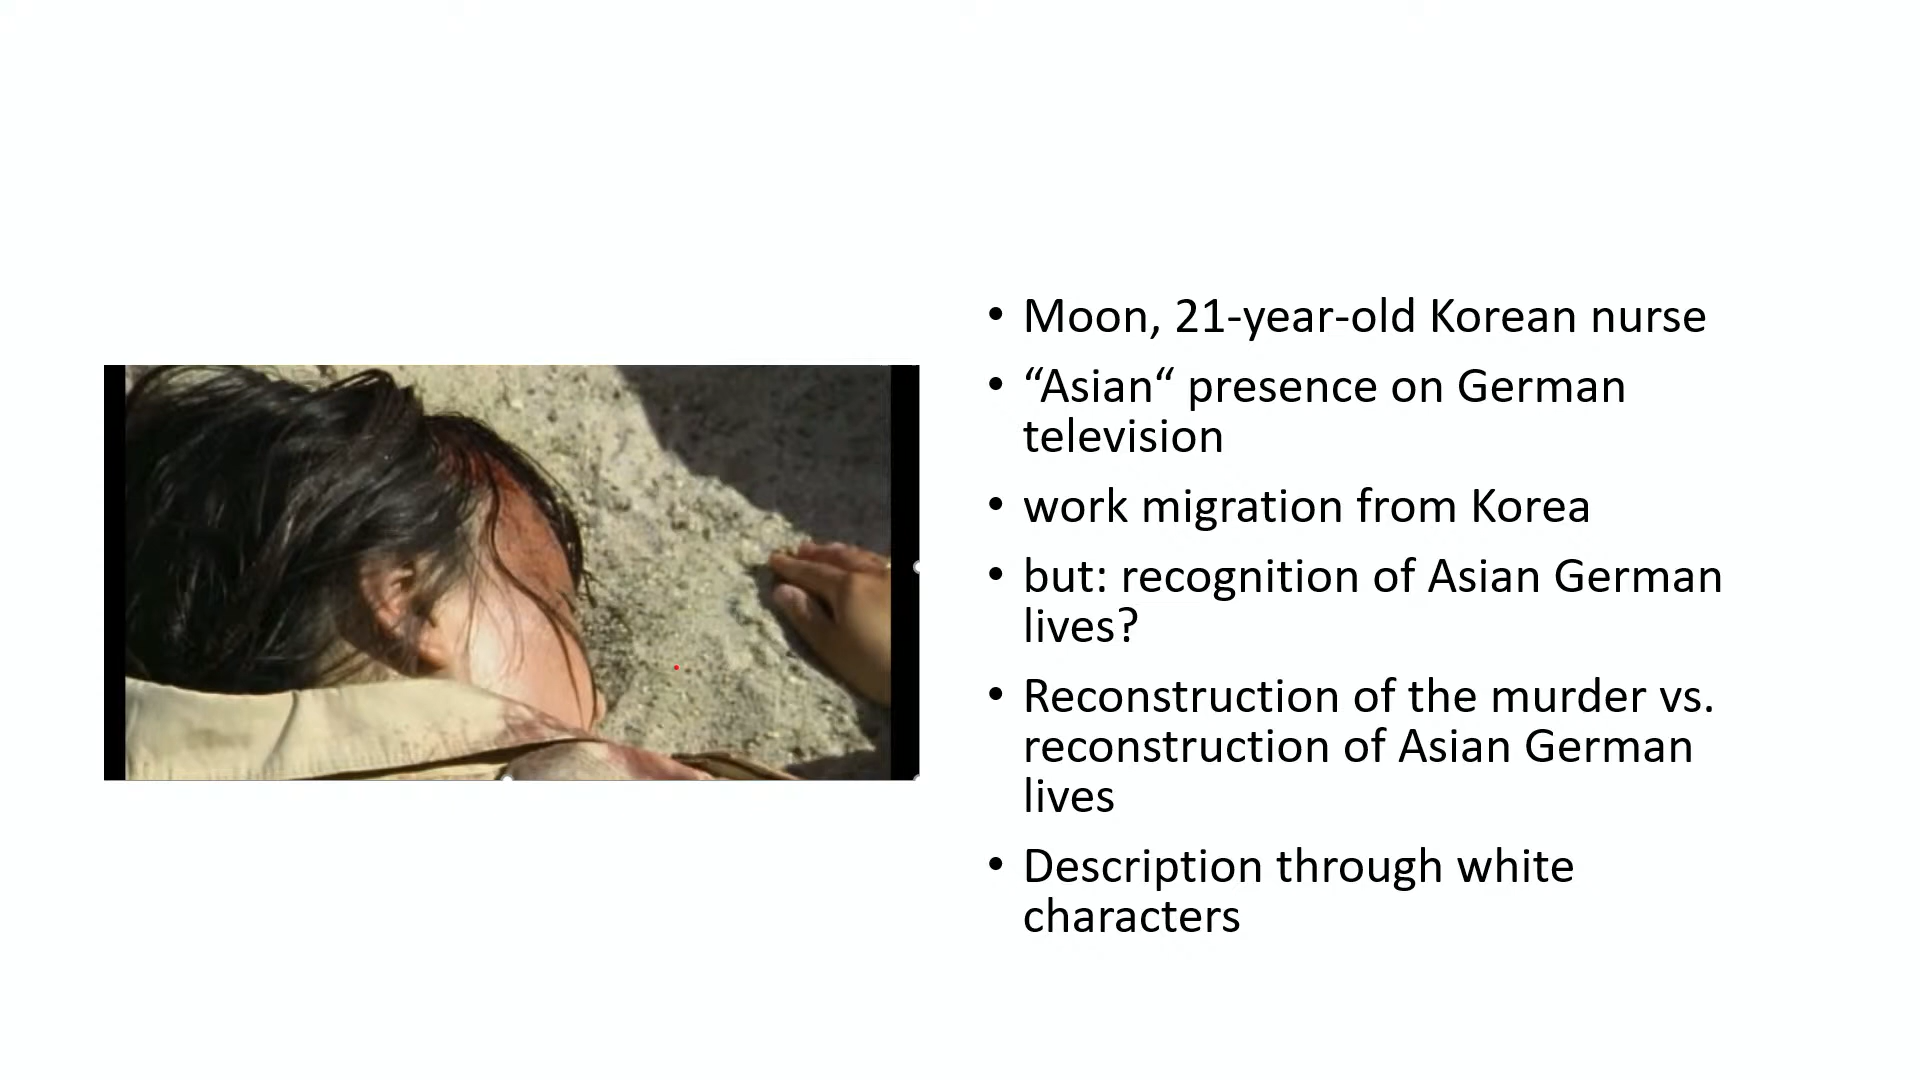 • Moon, 21-year-old Korean nurse
• “Asian“ presence on German
television
• work migration from Korea
• but: recognition of Asian German
lives?
• Reconstruction of the murder vs.
reconstruction of Asian German
lives
• Description through white
characters